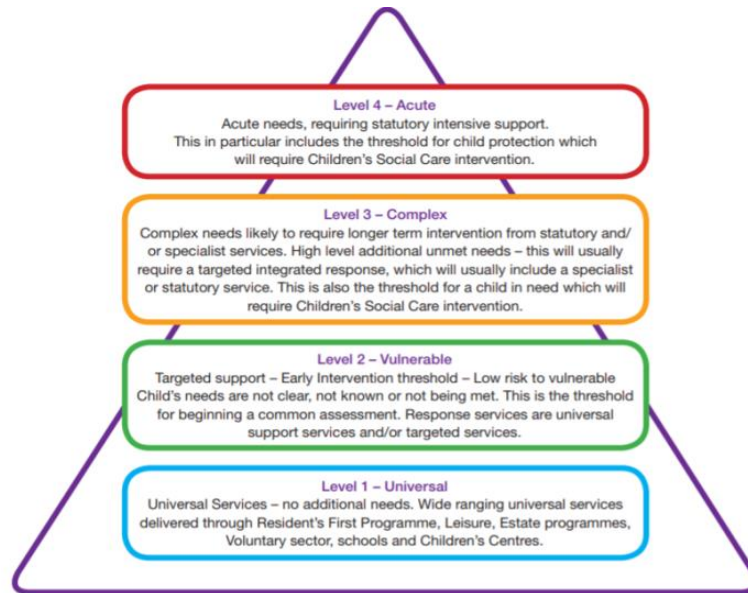 Level 4 – Acute
Acute needs, requiring statutory intensive support.
This in particular includes the threshold for child protection which
will require Children's Social Care intervention.
Level 3 – Complex
Complex needs likely to require longer term intervention from statutory and/
or specialist services. High level additional unmet needs – this will usually
require a targeted integrated response, which will usually include a specialist
or statutory service. This is also the threshold for a child in need which will
require Children's Social Care intervention.
Level 2 – Vulnerable
Targeted support – Early Intervention threshold – Low risk to vulnerable
Child's needs are not clear, not known or not being met. This is the threshold
for beginning a common assessment. Response services are universal
support services and/or targeted services.
Level 1 – Universal
Universal Services – no additional needs. Wide ranging universal services
delivered through Resident's First Programme, Leisure, Estate programmes,
Voluntary sector, schools and Children's Centres.